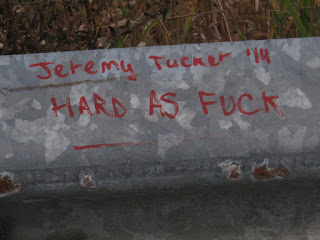 Jeremy Tucker '14
HARD AS FUCK.